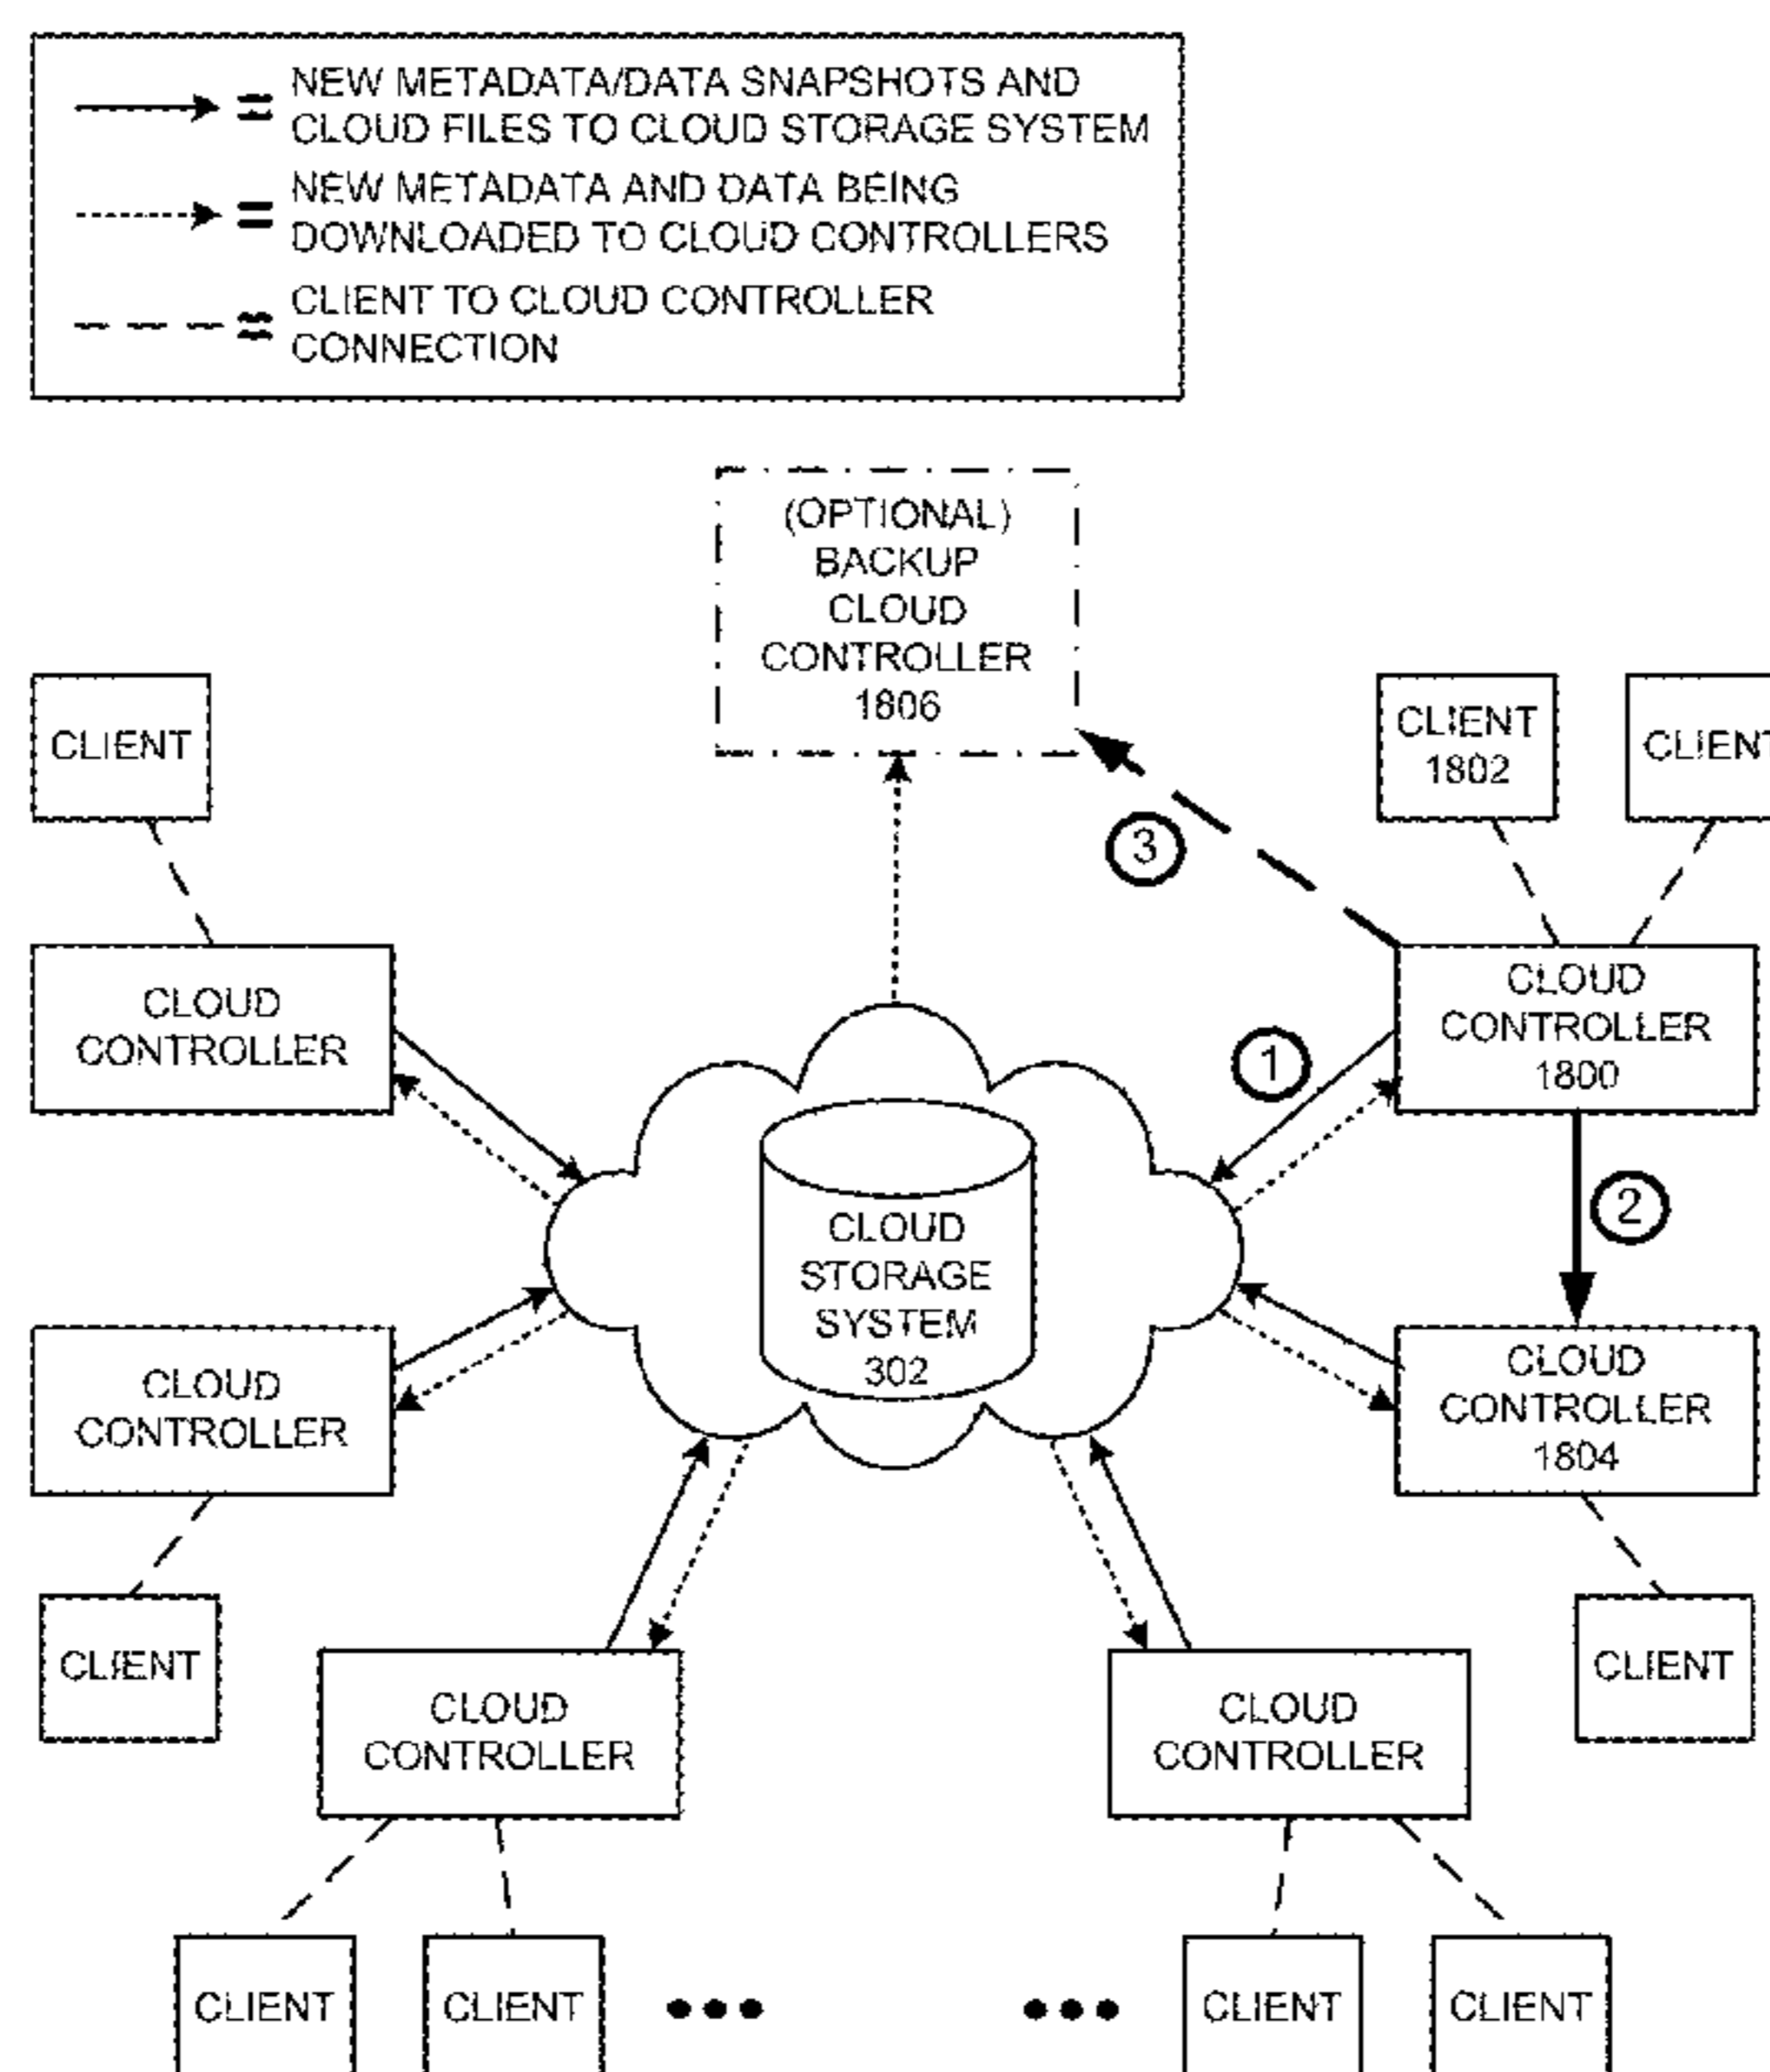 = NEW METADATA/DATA SNAPSHOTS AND
CLOUD FILES TO CLOUD STORAGE SYSTEM
= NEW METADATA AND DATA BEING
DOWNLOADED TO CLOUD CONTROLLERS
= CLIENT TO CLOUD CONTROLLER
CONNECTION
(OPTIONAL)
BACKUP
CLOUD
CONTROLLER
1806
CLIENT
CLIENT
1802
CLIENT
3
CLOUD
CONTROLLER
CLOUD
CONTROLLER
1800
1
2
CLOUD
STORAGE
SYSTEM
302
CLOUD
CONTROLLER
CLOUD
CONTROLLER
1804
CLIENT
CLIENT
CLOUD
CONTROLLER
CLOUD
CONTROLLER
CLIENT
CLIENT
CLIENT
CLIENT